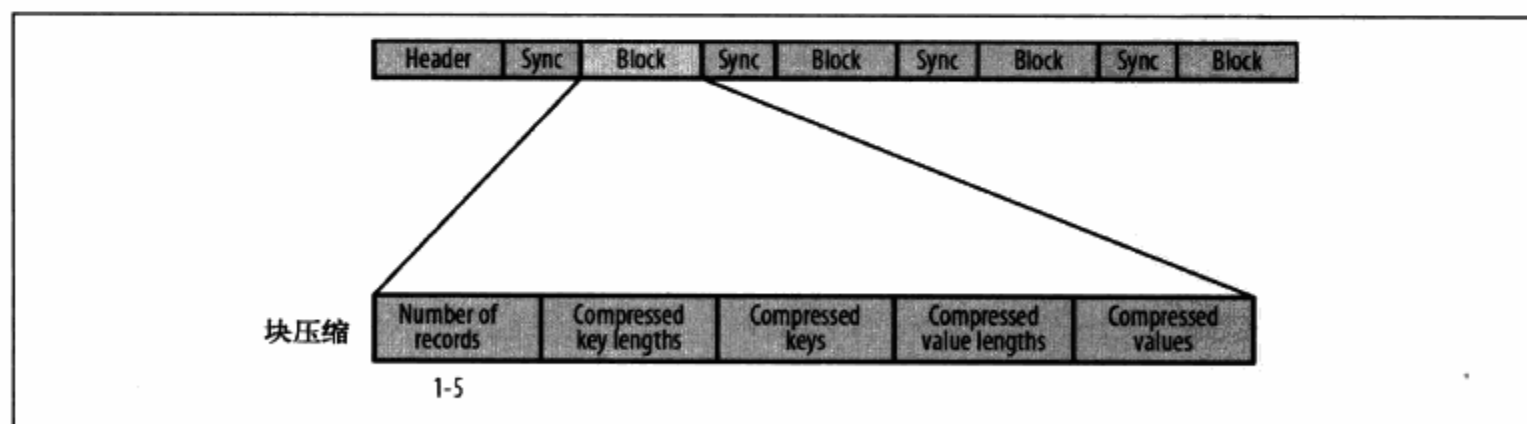 Header Sync Block Sync Block Sync Block Sync Block
块压缩
Number of
records
Compressed
key lengths
Compressed
keys
Compressed
value lengths
Compressed
values
1-5